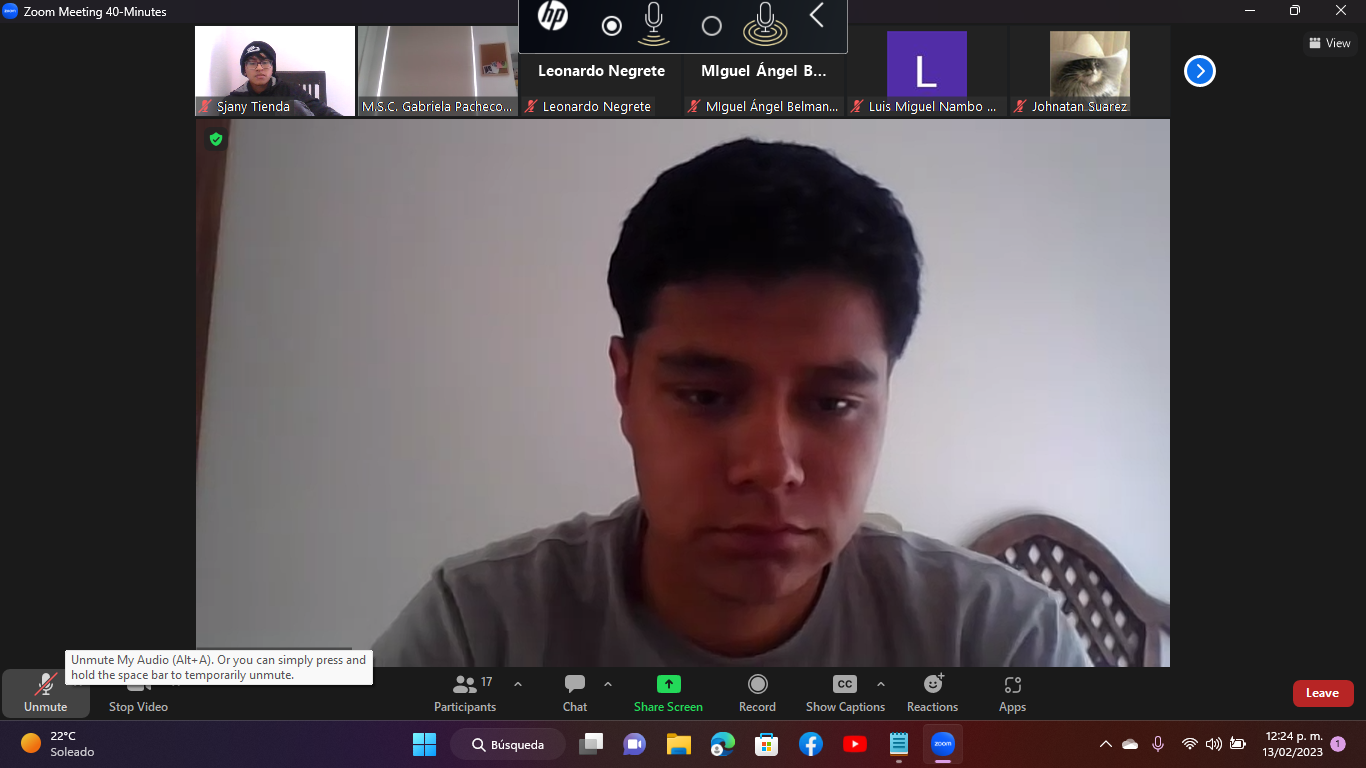 Zoom Meeting 40-Minutes
hp
View
Leonardo Negrete
MIguel Ángel B...
L
Sjany Tienda
M.S.C. Gabriela Pacheco...
Leonardo Negrete
MIguel Ángel Belman...
Luis Miguel Nambo ...
Johnatan Suarez
Unmute My Audio (Alt+A). Or you can simply press and
hold the space bar to temporarily unmute.
17
CC
Unmute
Stop Video
Participants
Chat
Share Screen
Record
Show Captions
Reactions
Apps
Leave
22°C
Soleado
Búsqueda
zoom
12:24 p. m.
13/02/2023
1